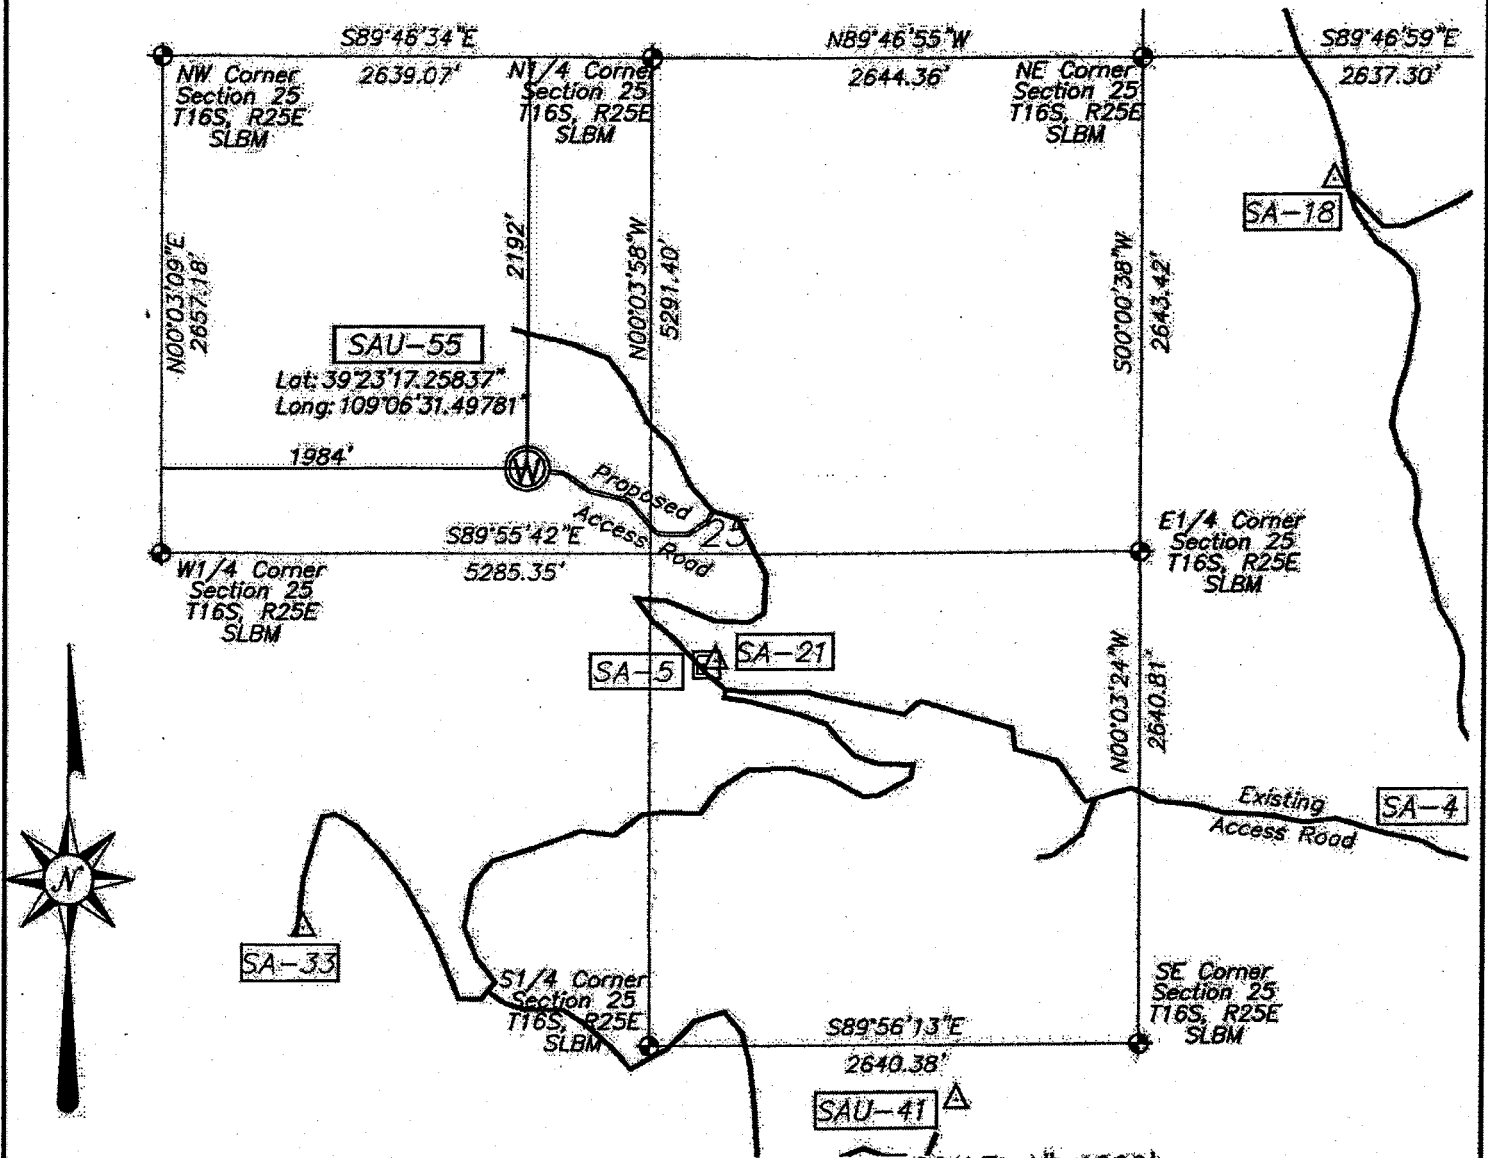 S89°46'34"E
2639.07'
N89°46'55"W
2644.36'
S89°46'59"E
2637.30'
NW Corner
Section 25
T16S, R25E
SLBM
N1/4 Corner
Section 25
T16S, R25E
SLBM
NE Corner
Section 25
T16S, R25E
SLBM
SA-18
N00°03'09"E
2657.18'
2192'
N00°03'58"W
5291.40'
S00°00'38"W
2643.42'
SAU-55
Lat: 39°23'17.25837"
Long: 109°06'31.49781"
1984'
W
Proposed
Access Road
25
S89°55'42"E
5285.35'
W1/4 Corner
Section 25
T16S, R25E
SLBM
E1/4 Corner
Section 25
T16S, R25E
SLBM
SA-5
SA-21
N00°03'24"W
2640.81'
Existing
Access Road
SA-4
N
SA-33
S1/4 Corner
Section 25
T16S, R25E
SLBM
SE Corner
Section 25
T16S, R25E
SLBM
S89°56'13"E
2640.38'
SAU-41